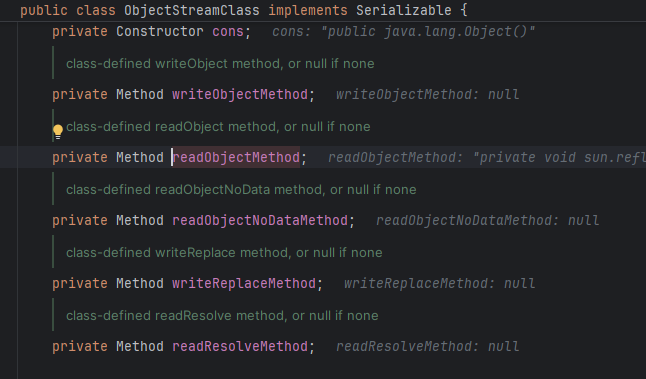 public class ObjectStreamClass implements Serializable {
private Constructor cons; cons: "public java.lang.Object()"
class-defined writeObject method, or null if none
private Method writeObjectMethod; writeObjectMethod: null
class-defined readObject method, or null if none
private Method readObjectMethod; readObjectMethod: "private void sun.refl
class-defined readObjectNoData method, or null if none
private Method readObjectNoDataMethod; readObjectNoDataMethod: null
class-defined writeReplace method, or null if none
private Method writeReplaceMethod; writeReplaceMethod: null
class-defined readResolve method, or null if none
private Method readResolveMethod; readResolveMethod: null